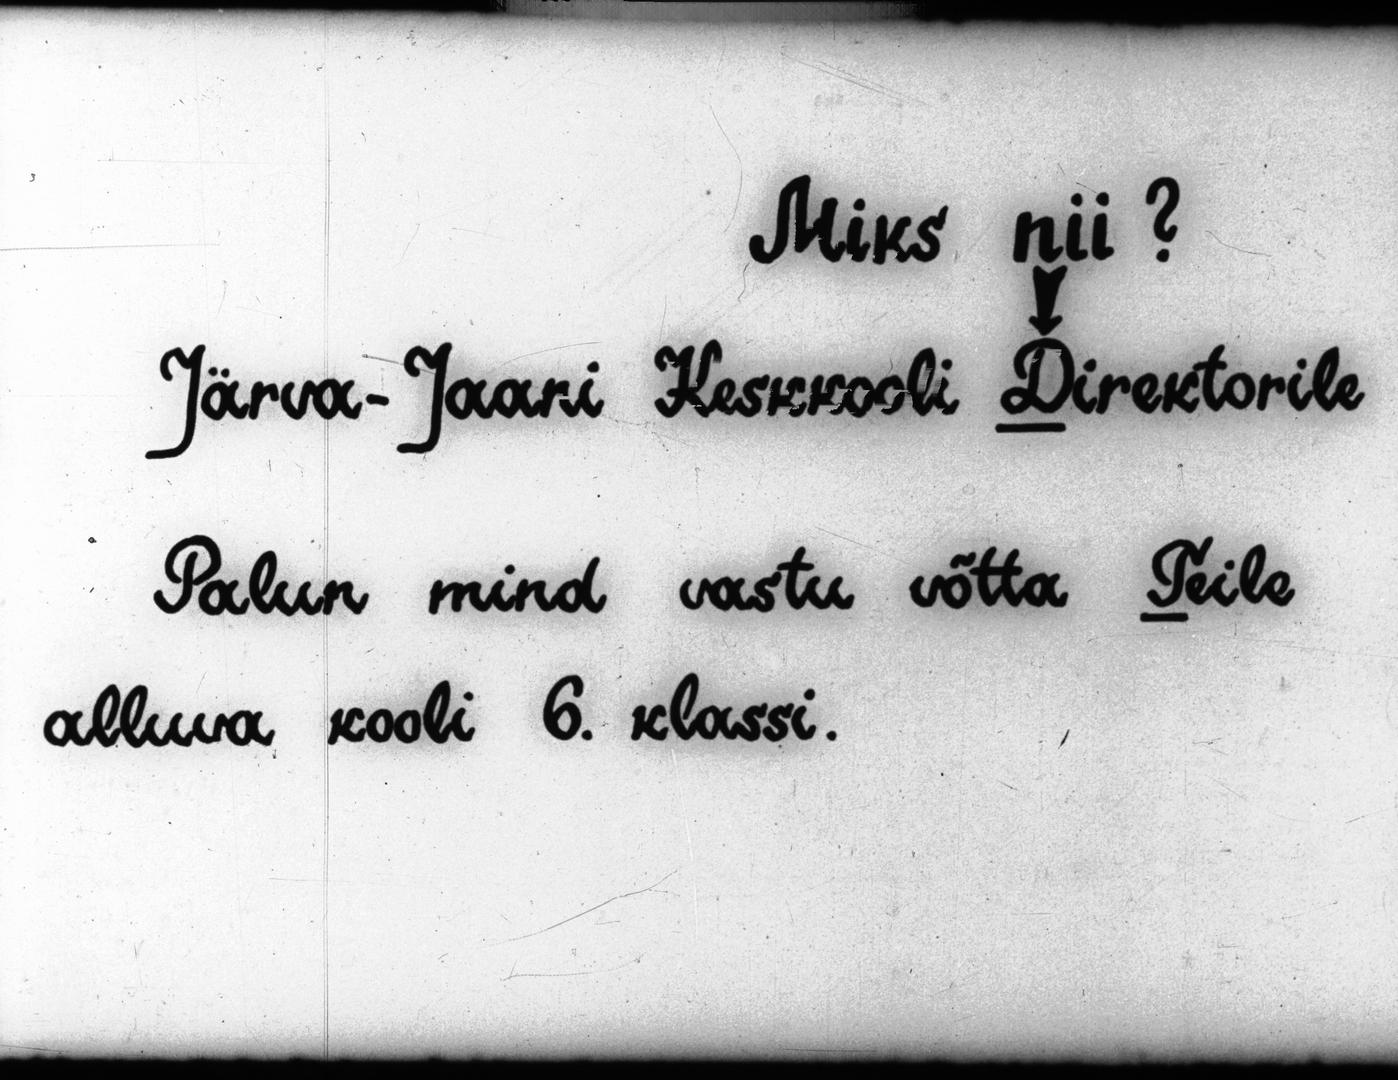 Miks nii?
Järva-Jaani Keskkooli Direktorile
Palun mind vastu võtta Teile
alluva kooli 6. klassi.